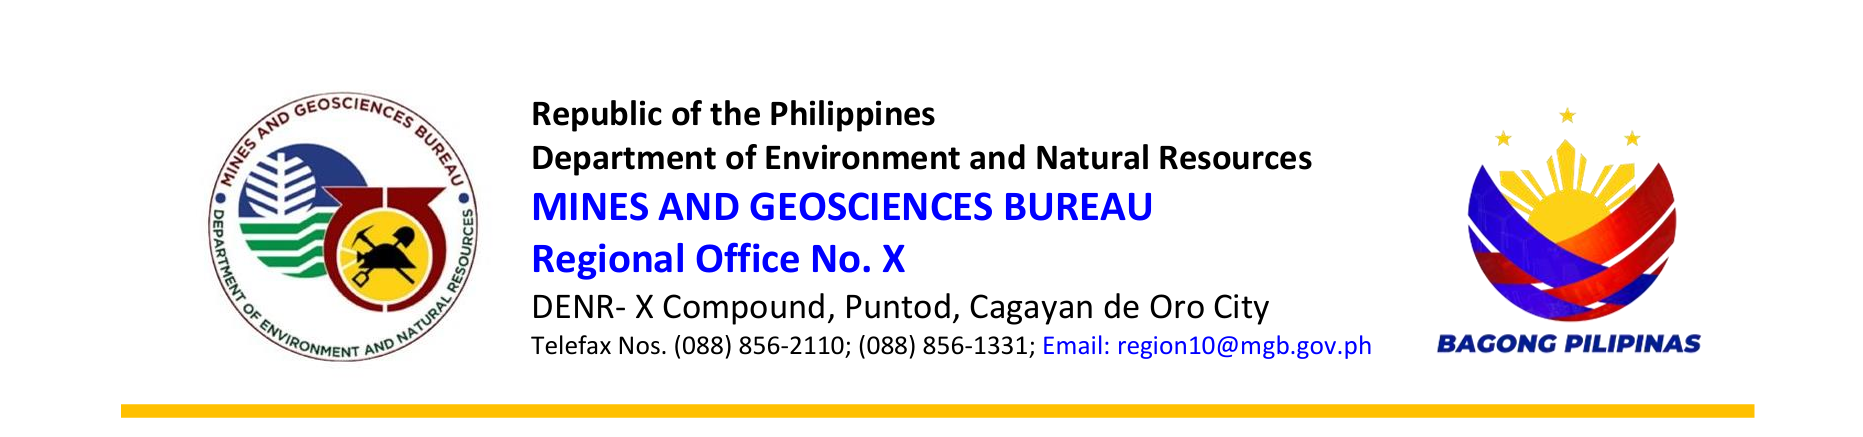 MINES AND GEOSCIENCES BUREAU
DEPARTMENT OF ENVIRONMENT AND NATURAL RESOURCES
Republic of the Philippines
Department of Environment and Natural Resources
MINES AND GEOSCIENCES BUREAU
Regional Office No. X
DENR- X Compound, Puntod, Cagayan de Oro City
Telefax Nos. (088) 856-2110; (088) 856-1331; Email: region10@mgb.gov.ph
BAGONG PILIPINAS